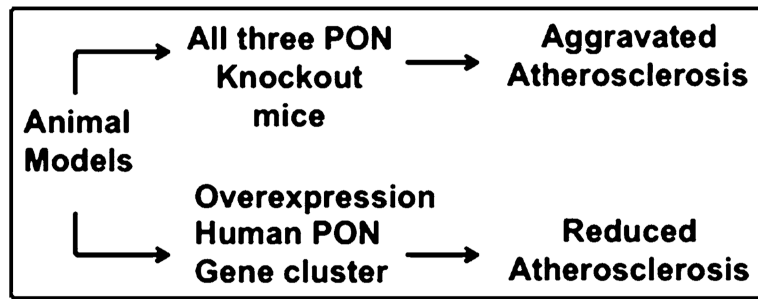 Animal
Models
All three PON
Knockout
mice
Aggravated
Atherosclerosis
Overexpression
Human PON
Gene cluster
Reduced
Atherosclerosis